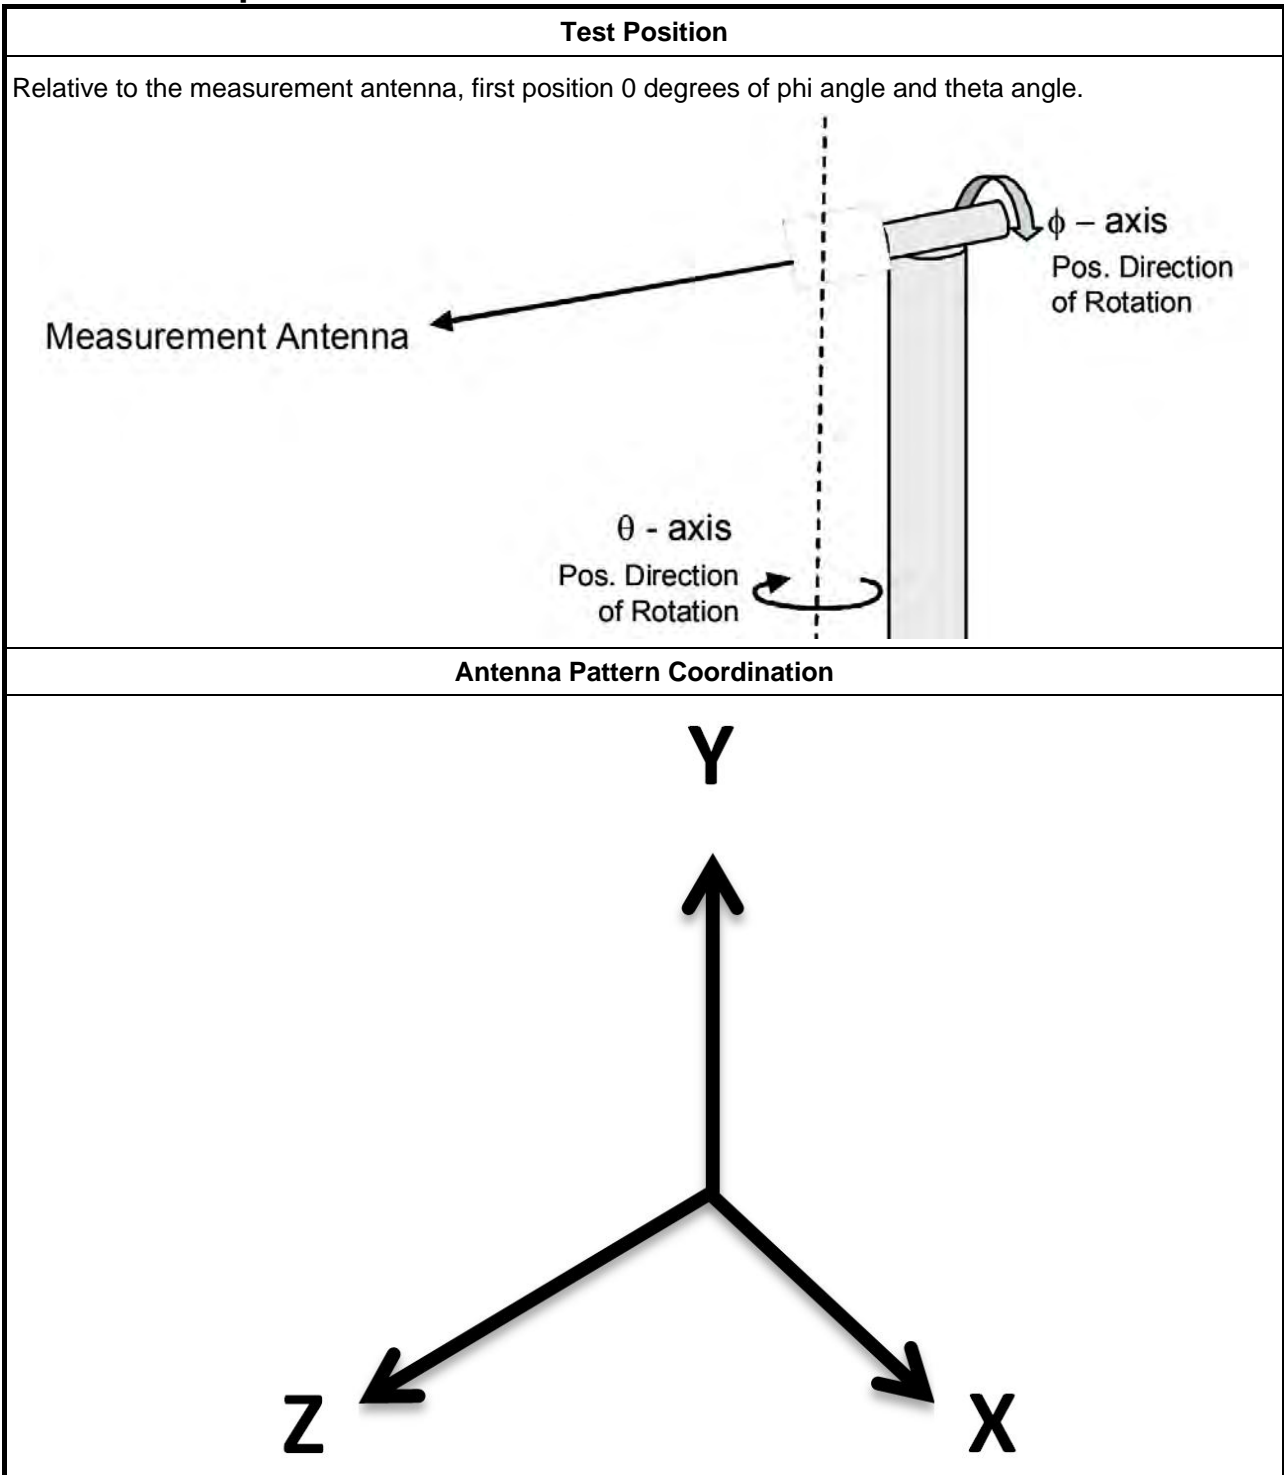 Test Position
Relative to the measurement antenna, first position 0 degrees of phi angle and theta angle.
ϕ – axis
Pos. Direction
of Rotation
Measurement Antenna
θ - axis
Pos. Direction
of Rotation
Antenna Pattern Coordination
Y
Z
X